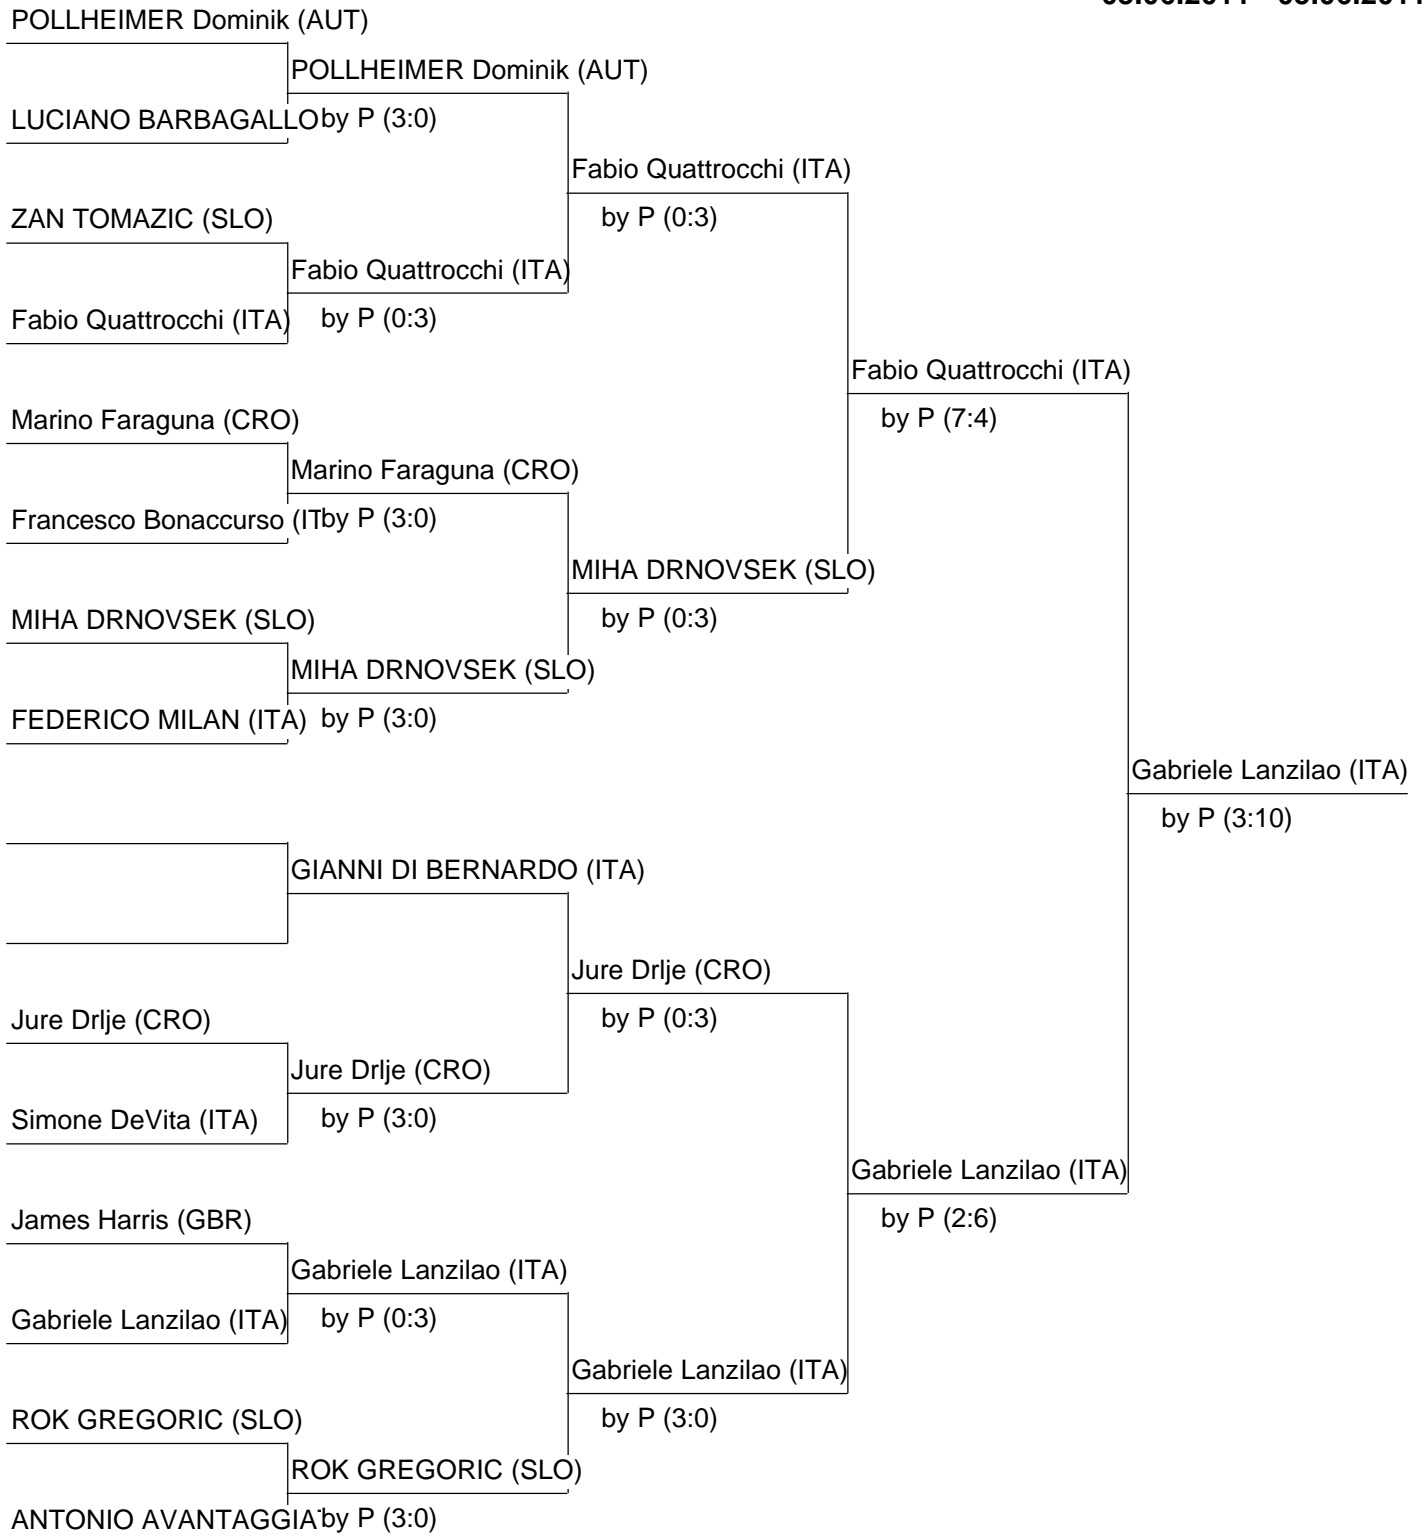 POLLHEIMER Dominik (AUT)
POLLHEIMER Dominik (AUT)
LUCIANO BARBAGALLO by P (3:0)
Fabio Quattrocchi (ITA)
ZAN TOMAZIC (SLO)
by P (0:3)
Fabio Quattrocchi (ITA)
Fabio Quattrocchi (ITA)
by P (0:3)
Fabio Quattrocchi (ITA)
Marino Faraguna (CRO)
by P (7:4)
Marino Faraguna (CRO)
Francesco Bonaccurso (IT by P (3:0)
MIHA DRNOVSEK (SLO)
MIHA DRNOVSEK (SLO)
by P (0:3)
MIHA DRNOVSEK (SLO)
FEDERICO MILAN (ITA)
by P (3:0)
Gabriele Lanzilao (ITA)
by P (3:10)
GIANNI DI BERNARDO (ITA)
Jure Drlje (CRO)
Jure Drlje (CRO)
by P (0:3)
Jure Drlje (CRO)
Simone DeVita (ITA)
by P (3:0)
Gabriele Lanzilao (ITA)
James Harris (GBR)
by P (2:6)
Gabriele Lanzilao (ITA)
Gabriele Lanzilao (ITA)
by P (0:3)
Gabriele Lanzilao (ITA)
ROK GREGORIC (SLO)
by P (3:0)
ROK GREGORIC (SLO)
ANTONIO AVANTAGGIA by P (3:0)